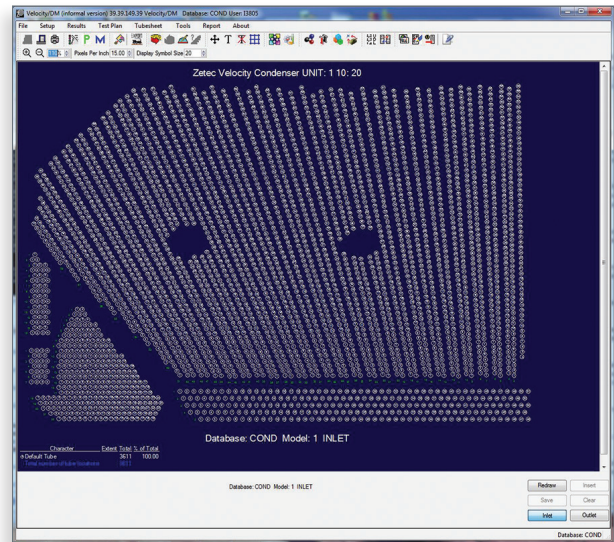 Velocity/DM (informal version) 39.39.149.39 Velocity/DM Database: COND User: I3805
File Setup Results Test Plan Tubesheet Tools Report About
P M T
% Pixels Per Inch 15.00 Display Symbol Size 20
Zetec Velocity Condenser UNIT: 1 10: 20
Database: COND Model: 1 INLET
Character Extent Total % of Total
Default Tube 3611 100.00
Total number of tube locations 3611
Database: COND Model: 1 INLET
Redraw Insert
Save Clear
Inlet Outlet
Database: COND